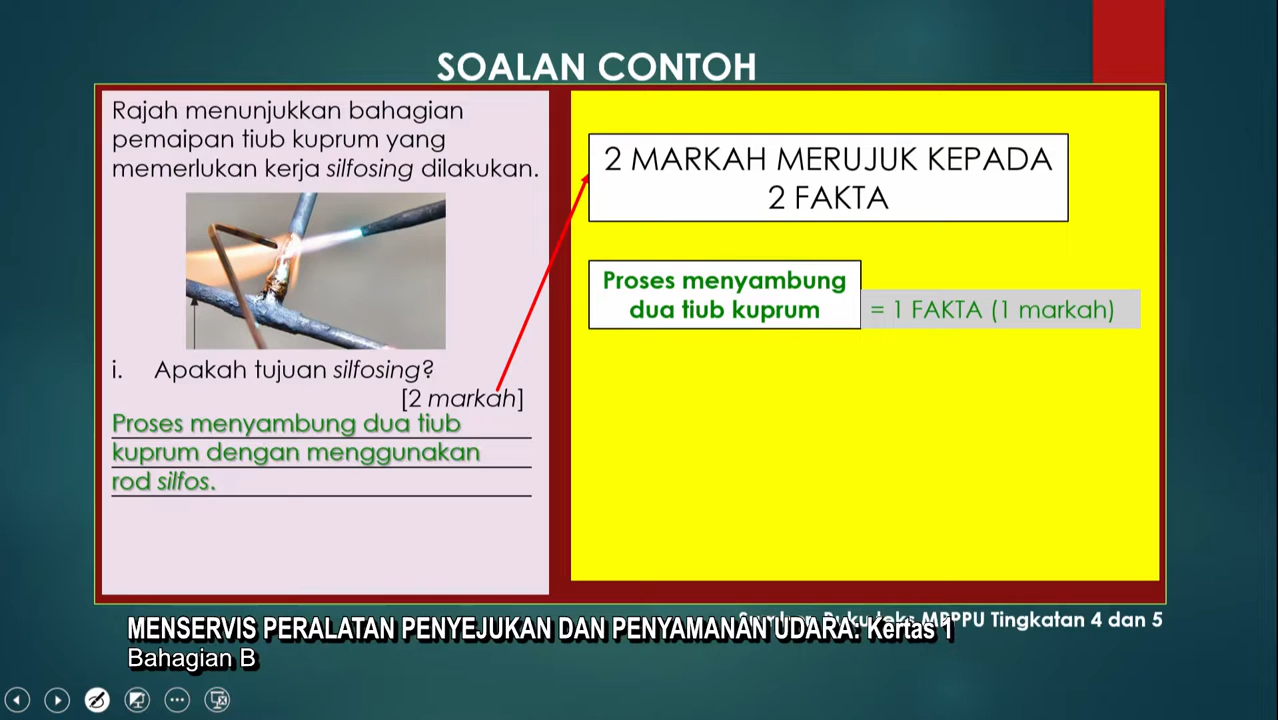 SOALAN CONTOH
Rajah menunjukkan bahagian
pemaipan tiub kuprum yang
memerlukan kerja silfosing dilakukan.
i. Apakah tujuan silfosing?
[2 markah]
Proses menyambung dua tiub
kuprum dengan menggunakan
rod silfos.
2 MARKAH MERUJUK KEPADA
2 FAKTA
Proses menyambung
dua tiub kuprum
= 1 FAKTA (1 markah)
Tingkatan 4 dan 5
MENSERVIS PERALATAN PENYEJUKAN DAN PENYAMANAN UDARA: Kertas 1
Bahagian B